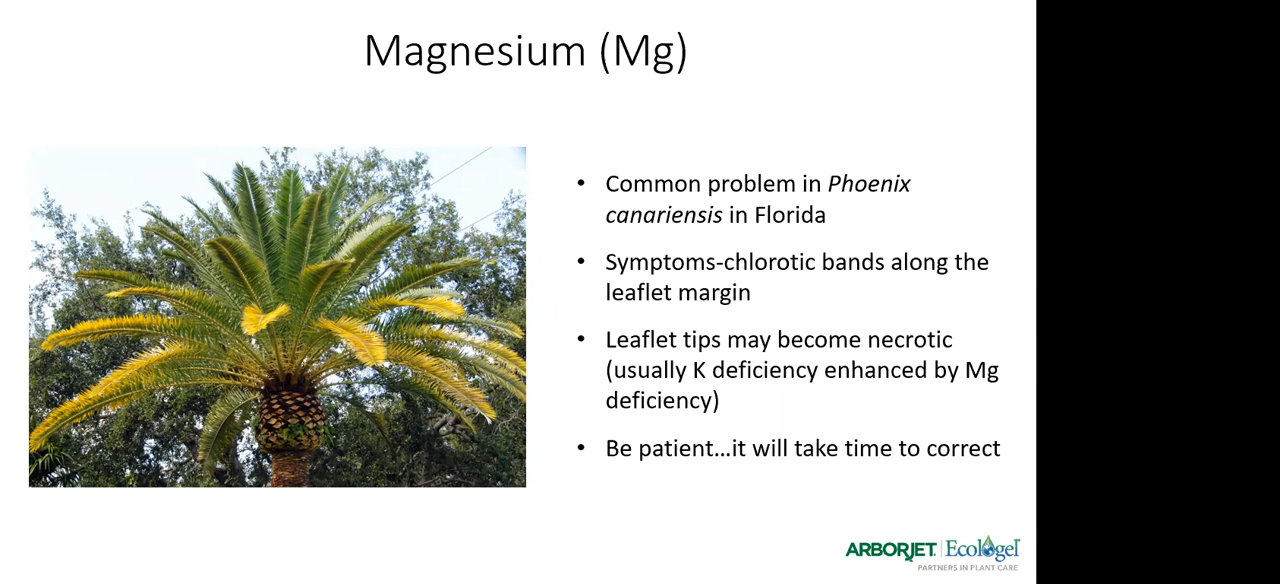 Magnesium (Mg)
• Common problem in Phoenix
canariensis in Florida
• Symptoms-chlorotic bands along the
leaflet margin
• Leaflet tips may become necrotic
(usually K deficiency enhanced by Mg
deficiency)
• Be patient…it will take time to correct
ARBORJET | Ecologel
PARTNERS IN PLANT CARE